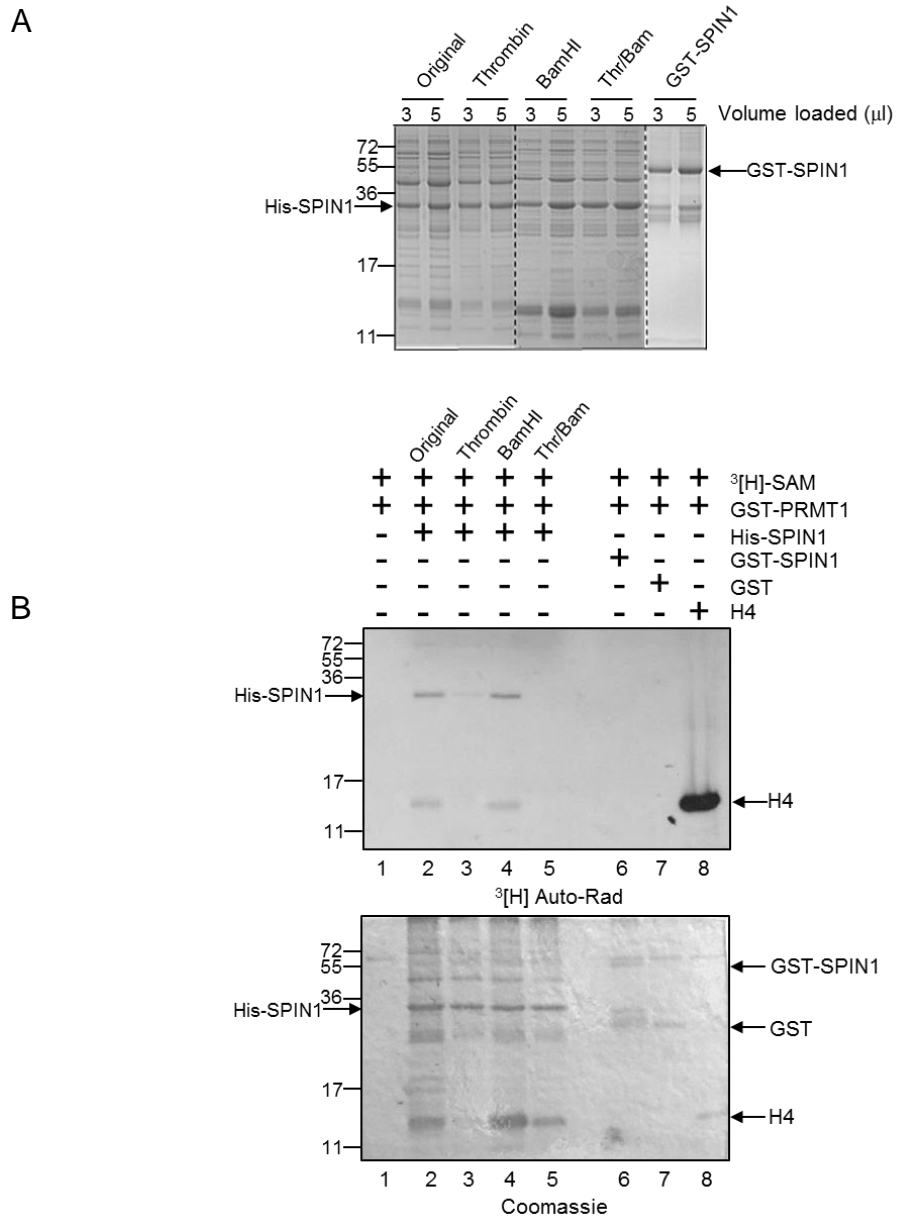 A
Original Thrombin BamHI Thr/Bam GST-SPIN1
3 5 3 5 3 5 3 5 3 5 Volume loaded (μl)
72
55
36
17
11
His-SPIN1
GST-SPIN1
B
Original Thrombin BamHI Thr/Bam
+ + + + + + + + ³[H]-SAM
+ + + + + + + + GST-PRMT1
- + + + + - - - His-SPIN1
- - - - - + - - GST-SPIN1
- - - - - - + - GST
- - - - - - - + H4
72
55
36
17
11
His-SPIN1
H4
1 2 3 4 5 6 7 8
³[H] Auto-Rad
72
55
36
17
11
His-SPIN1
GST-SPIN1
GST
H4
1 2 3 4 5 6 7 8
Coomassie